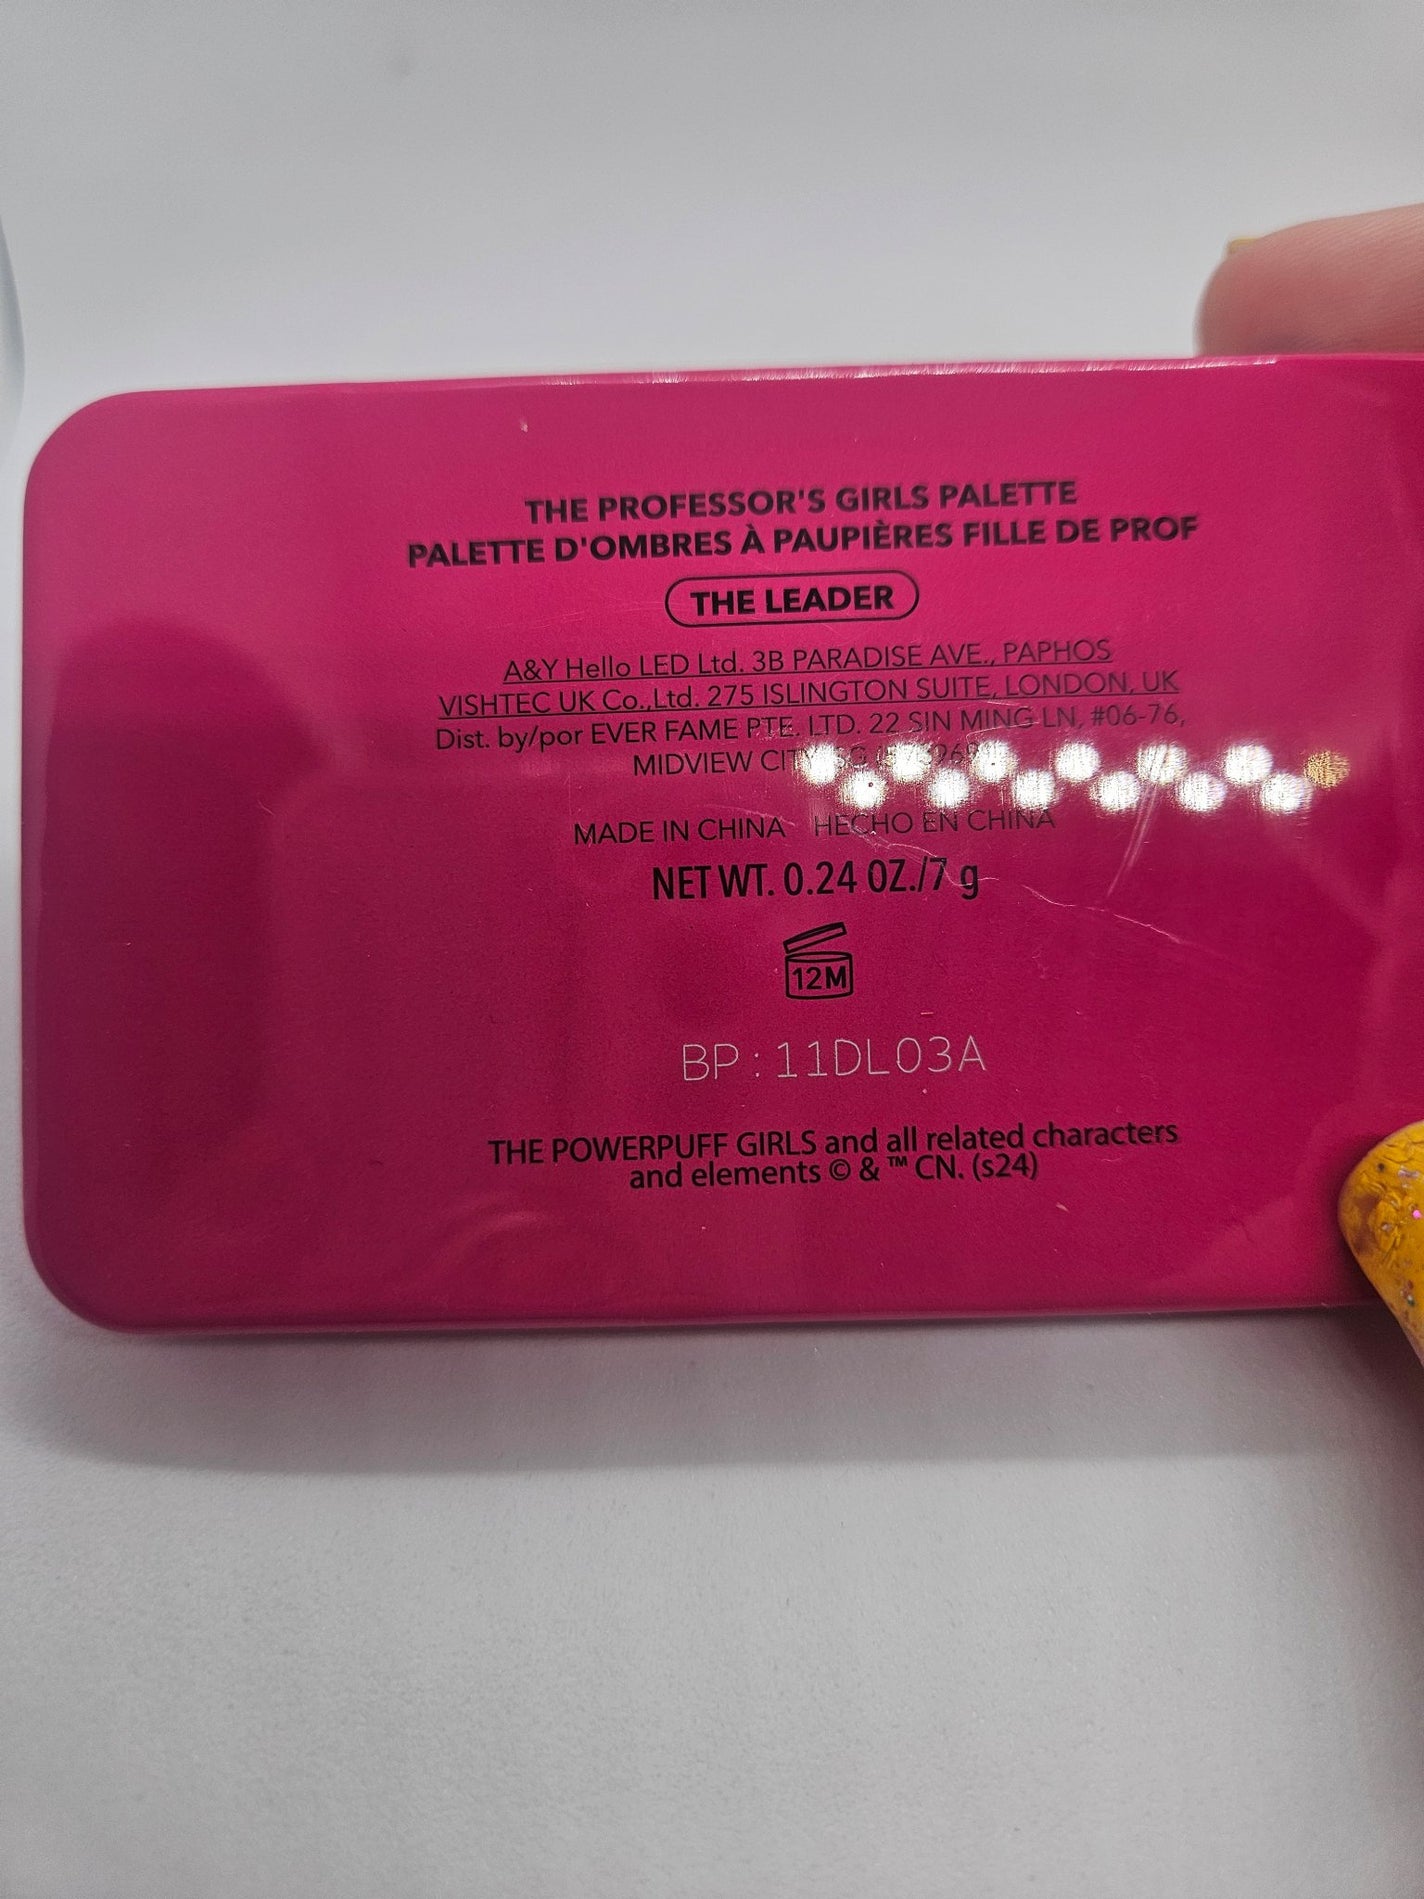 THE PROFESSOR'S GIRLS PALETTE
PALETTE D'OMBRES À PAUPIÈRES FILLE DE PROF
THE LEADER
A&Y Hello LED Ltd. 3B PARADISE AVE., PAPHOS
VISHTEC UK Co.,Ltd. 275 ISLINGTON SUITE, LONDON, UK
Dist. by/por EVER FAME PTE. LTD. 22 SIN MING LN, #06-76,
MIDVIEW CITY, SG
MADE IN CHINA HECHO EN CHINA
NET WT. 0.24 OZ./7 g
12M
BP:11DL03A
THE POWERPUFF GIRLS and all related characters
and elements © & ™ CN. (s24)